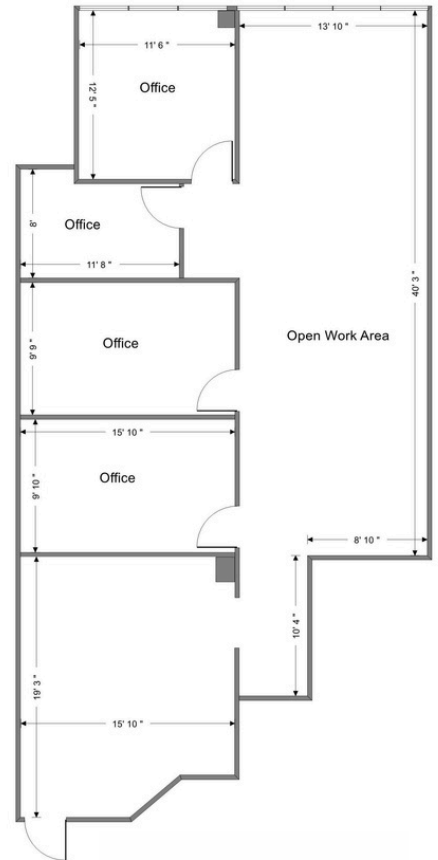 11' 6 "
13' 10 "
12' 5 "
Office
8'
Office
11' 8 "
40' 3 "
9' 9 "
Office
Open Work Area
15' 10 "
9' 10 "
Office
8' 10 "
10' 4 "
19' 3 "
15' 10 "